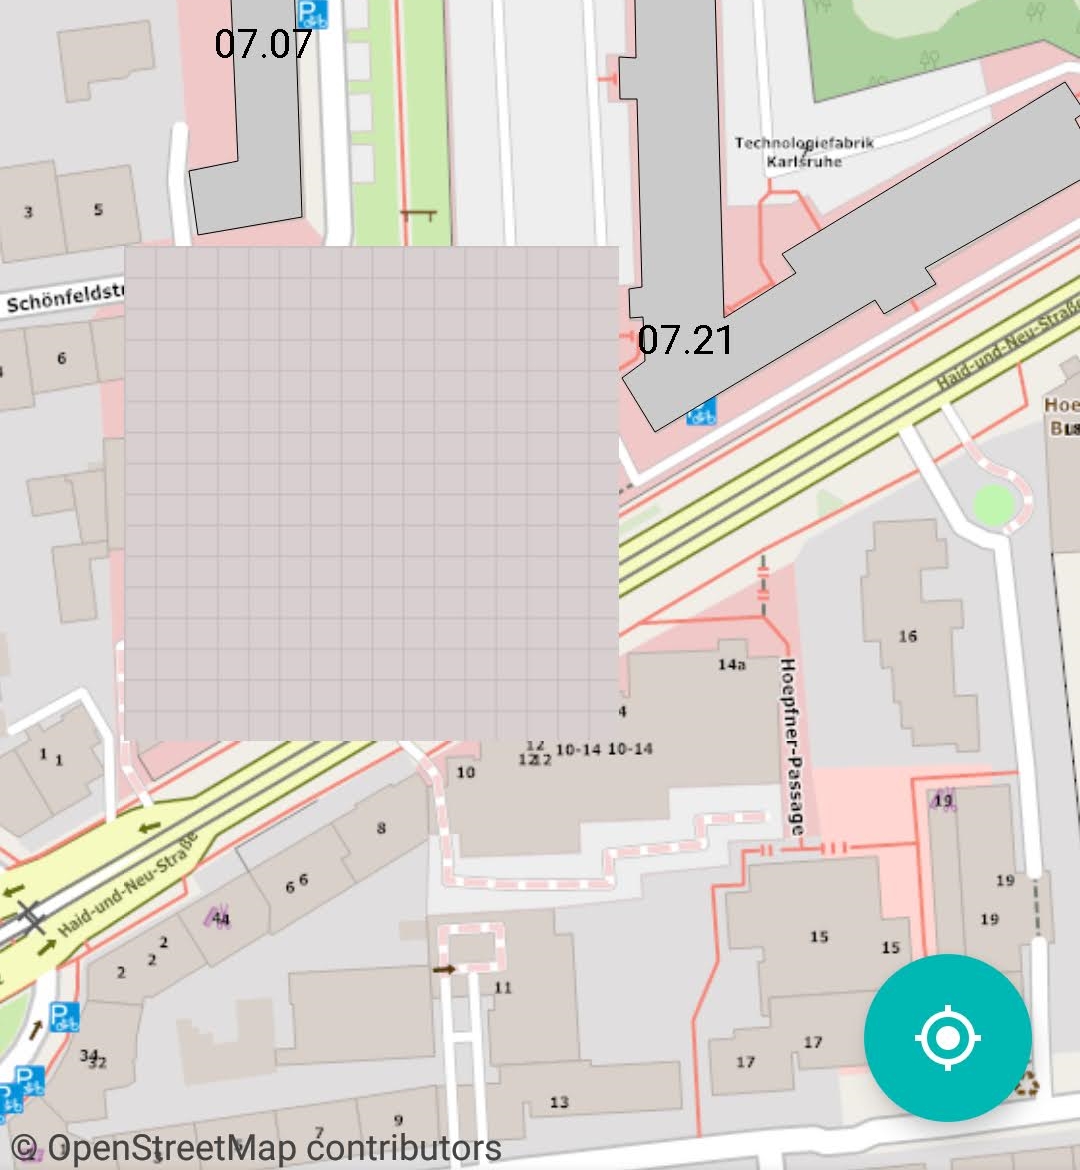 P
07.07
Technologiefabrik
Karlsruhe
3
5
Schönfeldstr
07.21
Haid-und-Neu-Straße
6
Hoe
P
16
14a
Hoepfner-Passage
4
1
1
12
12
12
10-14
10-14
10
8
19
6
6
44
Haid-und-Neu-Straße
19
19
15
15
2
2
2
11
P
34
32
17
17
P
P
13
9
7
© OpenStreetMap contributors